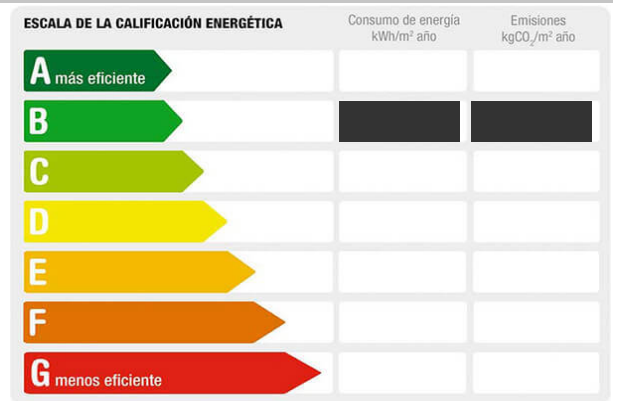 ESCALA DE LA CALIFICACIÓN ENERGÉTICA
Consumo de energía
kWh/m² año
Emisiones
kgCO₂/m² año
A más eficiente
B
C
D
E
F
G menos eficiente